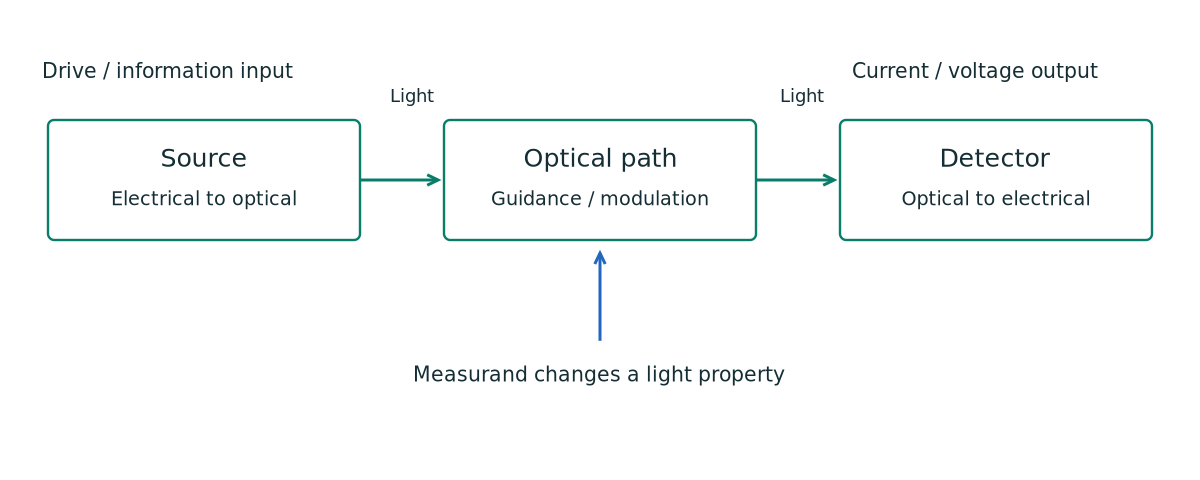 Drive / information input
Current / voltage output
Light
Light
Source
Electrical to optical
Optical path
Guidance / modulation
Detector
Optical to electrical
Measurand changes a light property